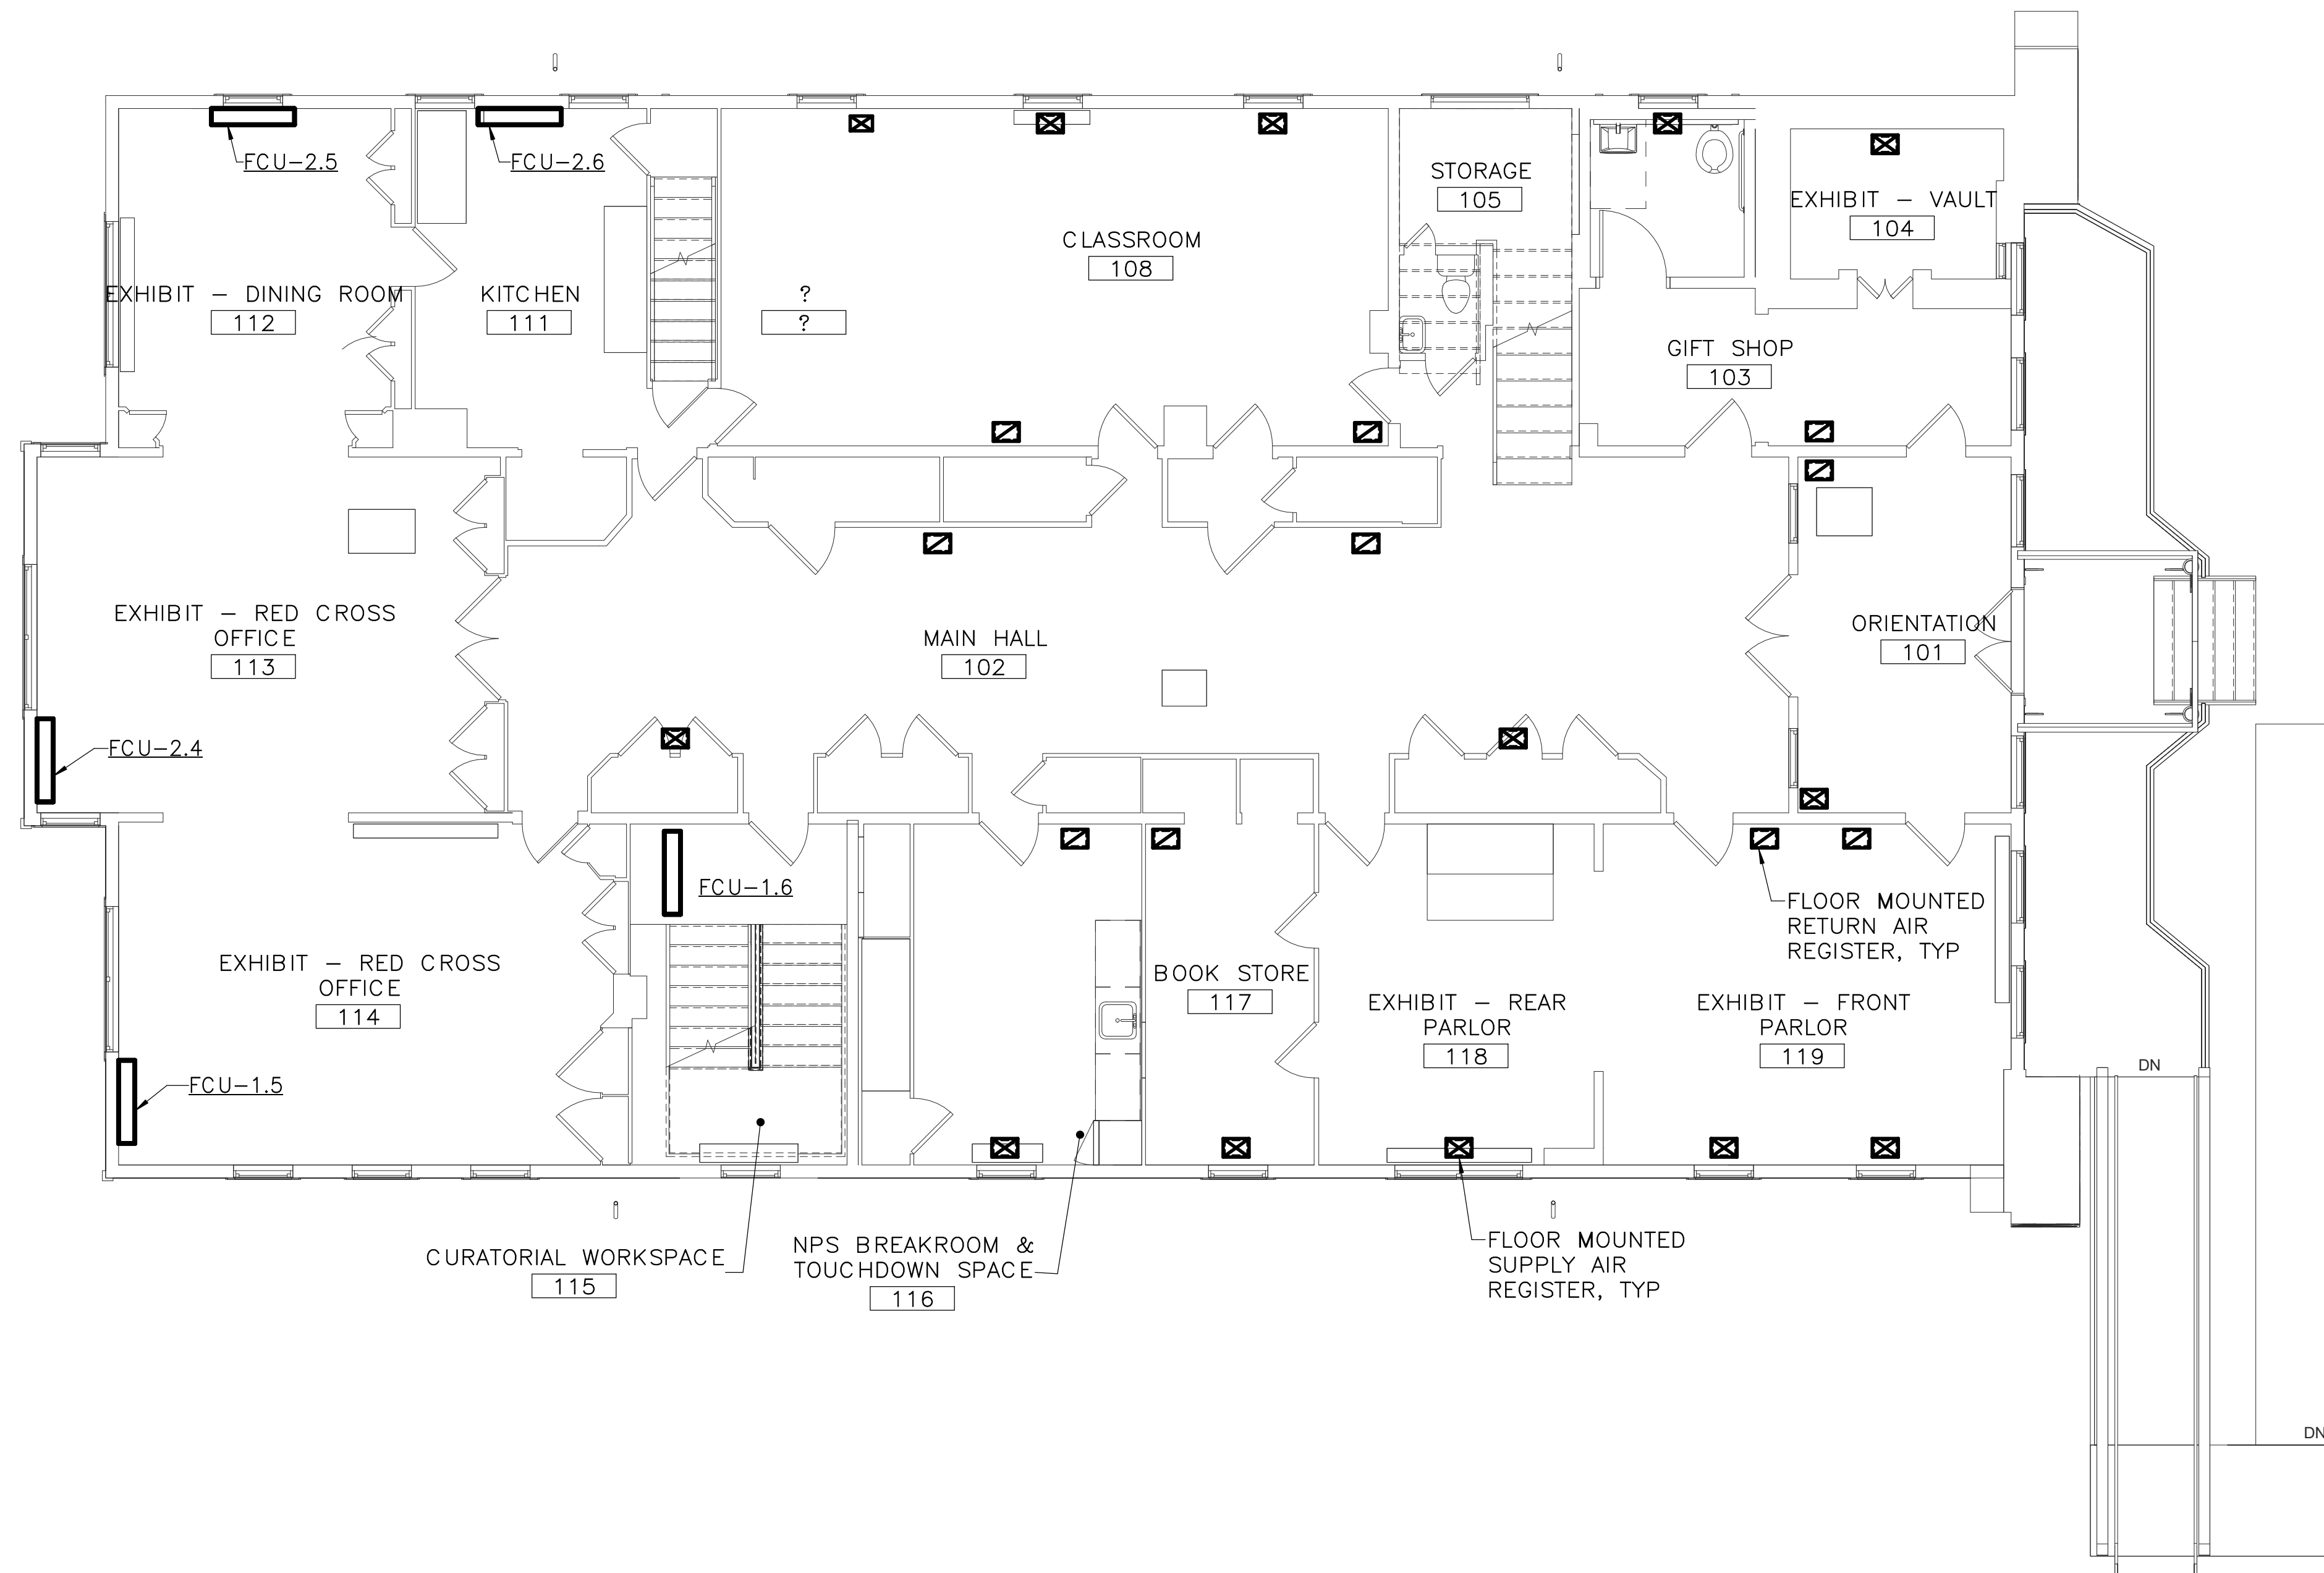 FCU-2.5
FCU-2.6
STORAGE
105
EXHIBIT - VAULT
104
CLASSROOM
108
EXHIBIT - DINING ROOM
112
KITCHEN
111
?
?
GIFT SHOP
103
EXHIBIT - RED CROSS
OFFICE
113
MAIN HALL
102
ORIENTATION
101
FCU-2.4
FCU-1.6
FLOOR MOUNTED
RETURN AIR
REGISTER, TYP
EXHIBIT - RED CROSS
OFFICE
114
BOOK STORE
117
EXHIBIT - REAR
PARLOR
118
EXHIBIT - FRONT
PARLOR
119
FCU-1.5
DN
CURATORIAL WORKSPACE
115
NPS BREAKROOM &
TOUCHDOWN SPACE
116
FLOOR MOUNTED
SUPPLY AIR
REGISTER, TYP
DN